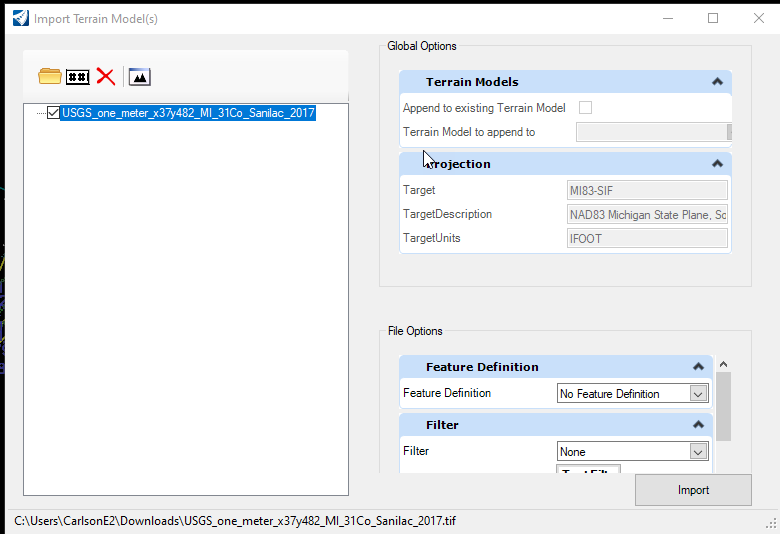 Import Terrain Model(s)
##
USGS_one_meter_x37y482_MI_31Co_Sanilac_2017
Global Options
Terrain Models
Append to existing Terrain Model
Terrain Model to append to
Projection
Target MI83-SIF
TargetDescription NAD83 Michigan State Plane, So
TargetUnits IFOOT
File Options
Feature Definition
Feature Definition No Feature Definition
Filter
Filter None
Import
C:\Users\CarlsonE2\Downloads\USGS_one_meter_x37y482_MI_31Co_Sanilac_2017.tif